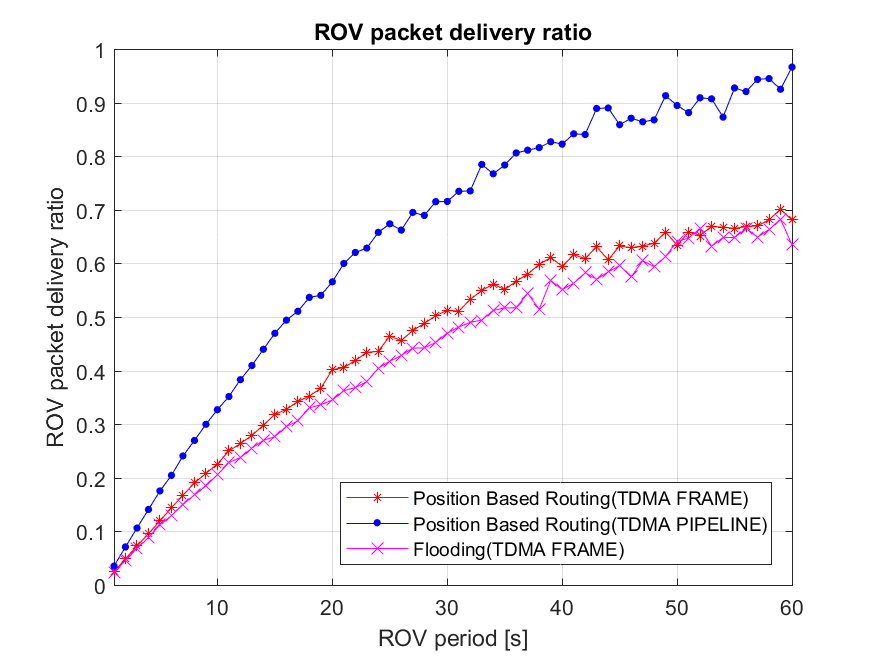 ROV packet delivery ratio
1
0.9
0.8
0.7
0.6
0.5
0.4
0.3
0.2
0.1
0
ROV packet delivery ratio
Position Based Routing(TDMA FRAME)
Position Based Routing(TDMA PIPELINE)
Flooding(TDMA FRAME)
10 20 30 40 50 60
ROV period [s]